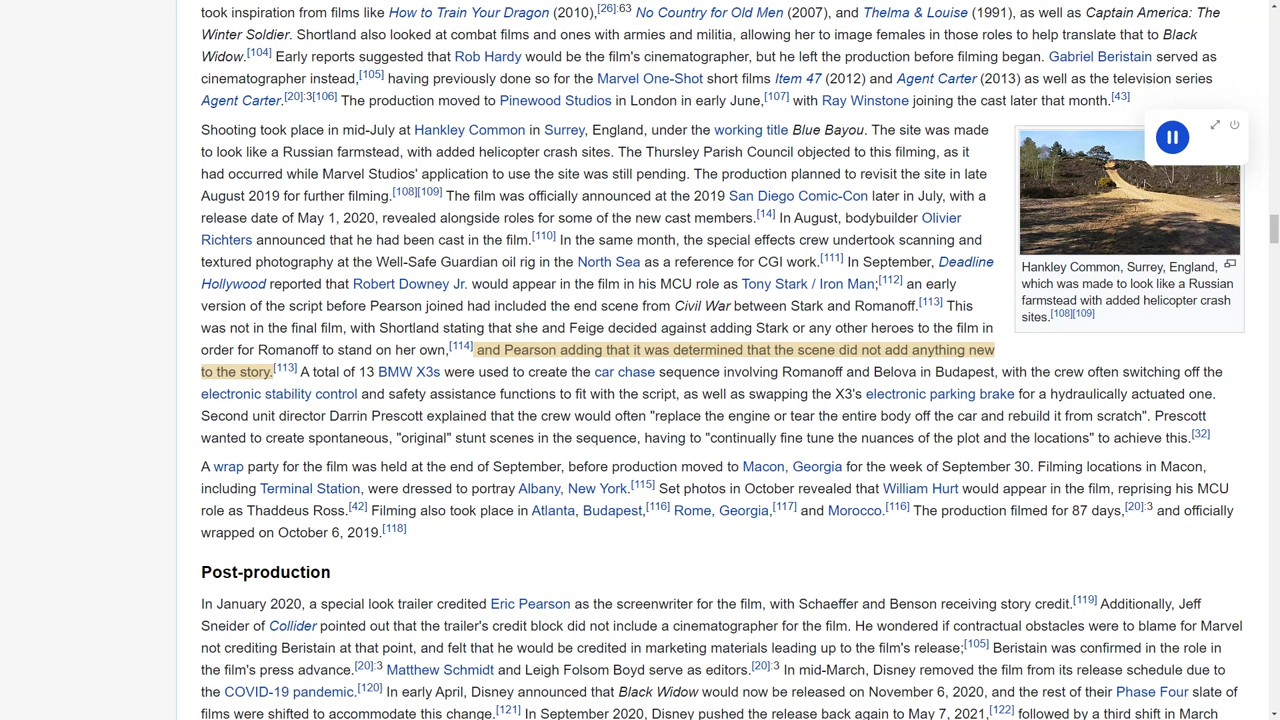 took inspiration from films like How to Train Your Dragon (2010),[26]:63 No Country for Old Men (2007), and Thelma & Louise (1991), as well as Captain America: The
Winter Soldier. Shortland also looked at combat films and ones with armies and militia, allowing her to image females in those roles to help translate that to Black
Widow.[104] Early reports suggested that Rob Hardy would be the film's cinematographer, but he left the production before filming began. Gabriel Beristain served as
cinematographer instead,[105] having previously done so for the Marvel One-Shot short films Item 47 (2012) and Agent Carter (2013) as well as the television series
Agent Carter.[20]:3[106] The production moved to Pinewood Studios in London in early June,[107] with Ray Winstone joining the cast later that month.[43]
Shooting took place in mid-July at Hankley Common in Surrey, England, under the working title Blue Bayou. The site was made
to look like a Russian farmstead, with added helicopter crash sites. The Thursley Parish Council objected to this filming, as it
had occurred while Marvel Studios' application to use the site was still pending. The production planned to revisit the site in late
August 2019 for further filming.[108][109] The film was officially announced at the 2019 San Diego Comic-Con later in July, with a
release date of May 1, 2020, revealed alongside roles for some of the new cast members.[14] In August, bodybuilder Olivier
Richters announced that he had been cast in the film.[110] In the same month, the special effects crew undertook scanning and
textured photography at the Well-Safe Guardian oil rig in the North Sea as a reference for CGI work.[111] In September, Deadline
Hollywood reported that Robert Downey Jr. would appear in the film in his MCU role as Tony Stark / Iron Man;[112] an early
version of the script before Pearson joined had included the end scene from Civil War between Stark and Romanoff.[113] This
was not in the final film, with Shortland stating that she and Feige decided against adding Stark or any other heroes to the film in
order for Romanoff to stand on her own,[114] and Pearson adding that it was determined that the scene did not add anything new
to the story.[113] A total of 13 BMW X3s were used to create the car chase sequence involving Romanoff and Belova in Budapest, with the crew often switching off the
electronic stability control and safety assistance functions to fit with the script, as well as swapping the X3's electronic parking brake for a hydraulically actuated one.
Second unit director Darrin Prescott explained that the crew would often "replace the engine or tear the entire body off the car and rebuild it from scratch". Prescott
wanted to create spontaneous, "original" stunt scenes in the sequence, having to "continually fine tune the nuances of the plot and the locations" to achieve this.[32]
Hankley Common, Surrey, England,
which was made to look like a Russian
farmstead with added helicopter crash
sites.[108][109]
A wrap party for the film was held at the end of September, before production moved to Macon, Georgia for the week of September 30. Filming locations in Macon,
including Terminal Station, were dressed to portray Albany, New York.[115] Set photos in October revealed that William Hurt would appear in the film, reprising his MCU
role as Thaddeus Ross.[42] Filming also took place in Atlanta, Budapest,[116] Rome, Georgia,[117] and Morocco.[116] The production filmed for 87 days,[20]:3 and officially
wrapped on October 6, 2019.[118]
Post-production
In January 2020, a special look trailer credited Eric Pearson as the screenwriter for the film, with Schaeffer and Benson receiving story credit.[119] Additionally, Jeff
Sneider of Collider pointed out that the trailer's credit block did not include a cinematographer for the film. He wondered if contractual obstacles were to blame for Marvel
not crediting Beristain at that point, and felt that he would be credited in marketing materials leading up to the film's release;[105] Beristain was confirmed in the role in
the film's press advance.[20]:3 Matthew Schmidt and Leigh Folsom Boyd serve as editors.[20]:3 In mid-March, Disney removed the film from its release schedule due to
the COVID-19 pandemic.[120] In early April, Disney announced that Black Widow would now be released on November 6, 2020, and the rest of their Phase Four slate of
films were shifted to accommodate this change.[121] In September 2020, Disney pushed the release back again to May 7, 2021,[122] followed by a third shift in March